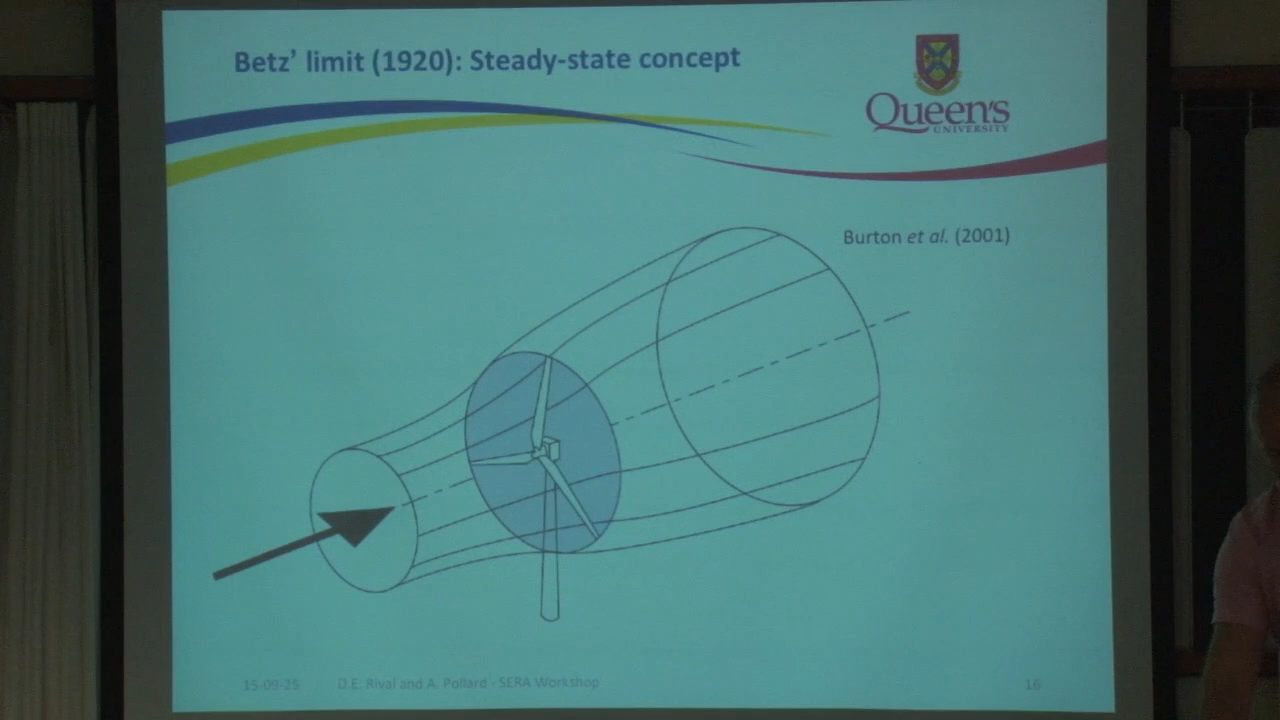 Betz' limit (1920): Steady-state concept
Queen's
UNIVERSITY
Burton et al. (2001)
15-09-25 D.E. Rival and A. Pollard - SERA Workshop 16